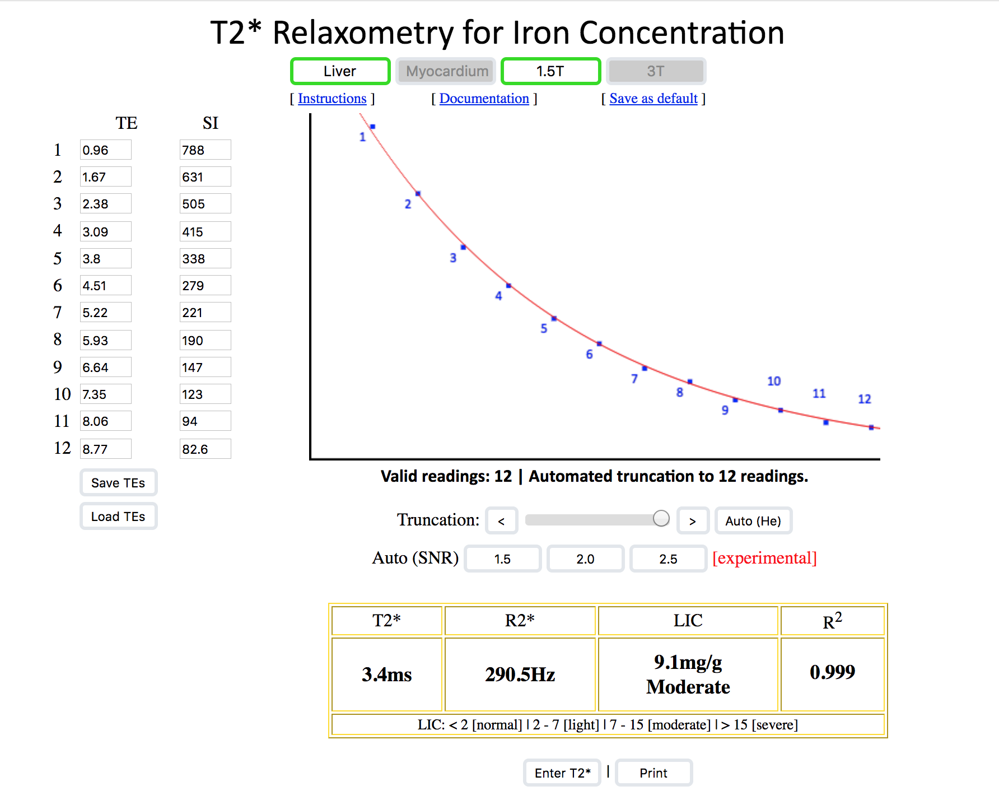 T2* Relaxometry for Iron Concentration
Liver Myocardium 1.5T 3T
[ Instructions ] [ Documentation ] [ Save as default ]
TE SI
1 0.96 788
2 1.67 631
3 2.38 505
4 3.09 415
5 3.8 338
6 4.51 279
7 5.22 221
8 5.93 190
9 6.64 147
10 7.35 123
11 8.06 94
12 8.77 82.6
Save TEs
Load TEs
1
2
3
4
5
6
7
8
9
10
11
12
Valid readings: 12 | Automated truncation to 12 readings.
Truncation: < > Auto (He)
Auto (SNR) 1.5 2.0 2.5 [experimental]
T2* R2* LIC R2
3.4ms 290.5Hz 9.1mg/g Moderate 0.999
LIC: < 2 [normal] | 2 - 7 [light] | 7 - 15 [moderate] | > 15 [severe]
Enter T2* | Print